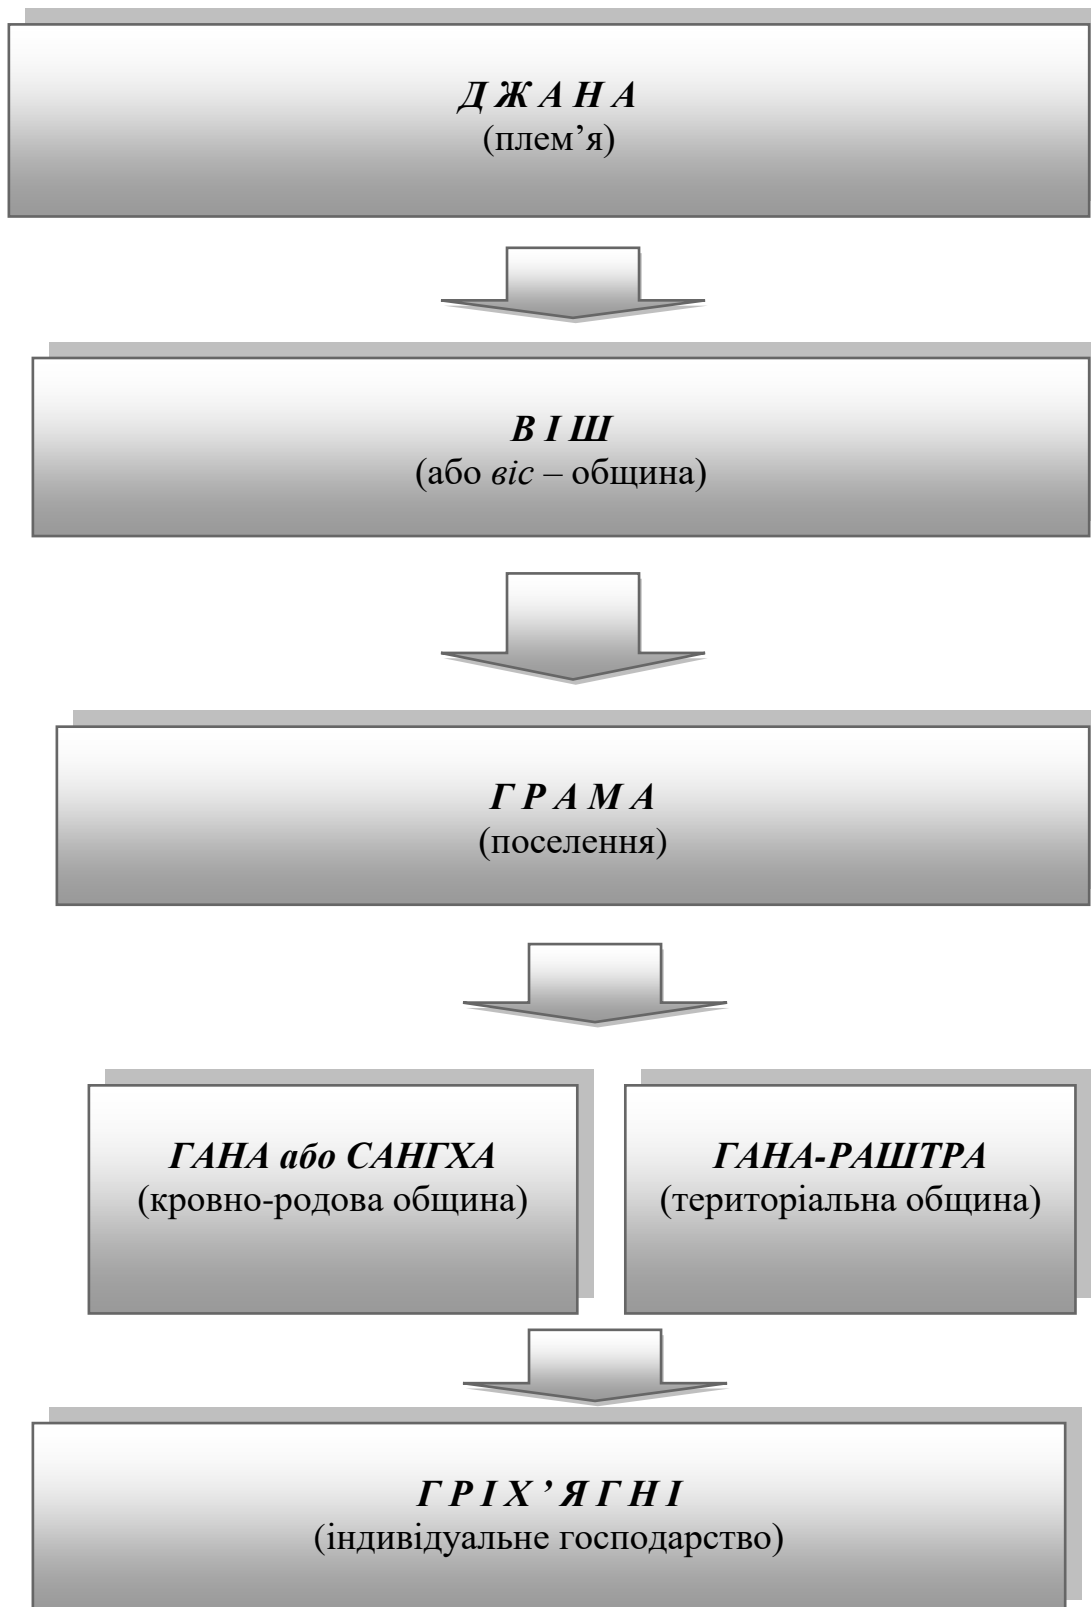 Д Ж А Н А
(плем’я)
В І Ш
(або віс – община)
Г Р А М А
(поселення)
ГАНА або САНГХА
(кровно-родова община)
ГАНА-РАШТРА
(територіальна община)
Г Р І Х ’ Я Г Н І
(індивідуальне господарство)